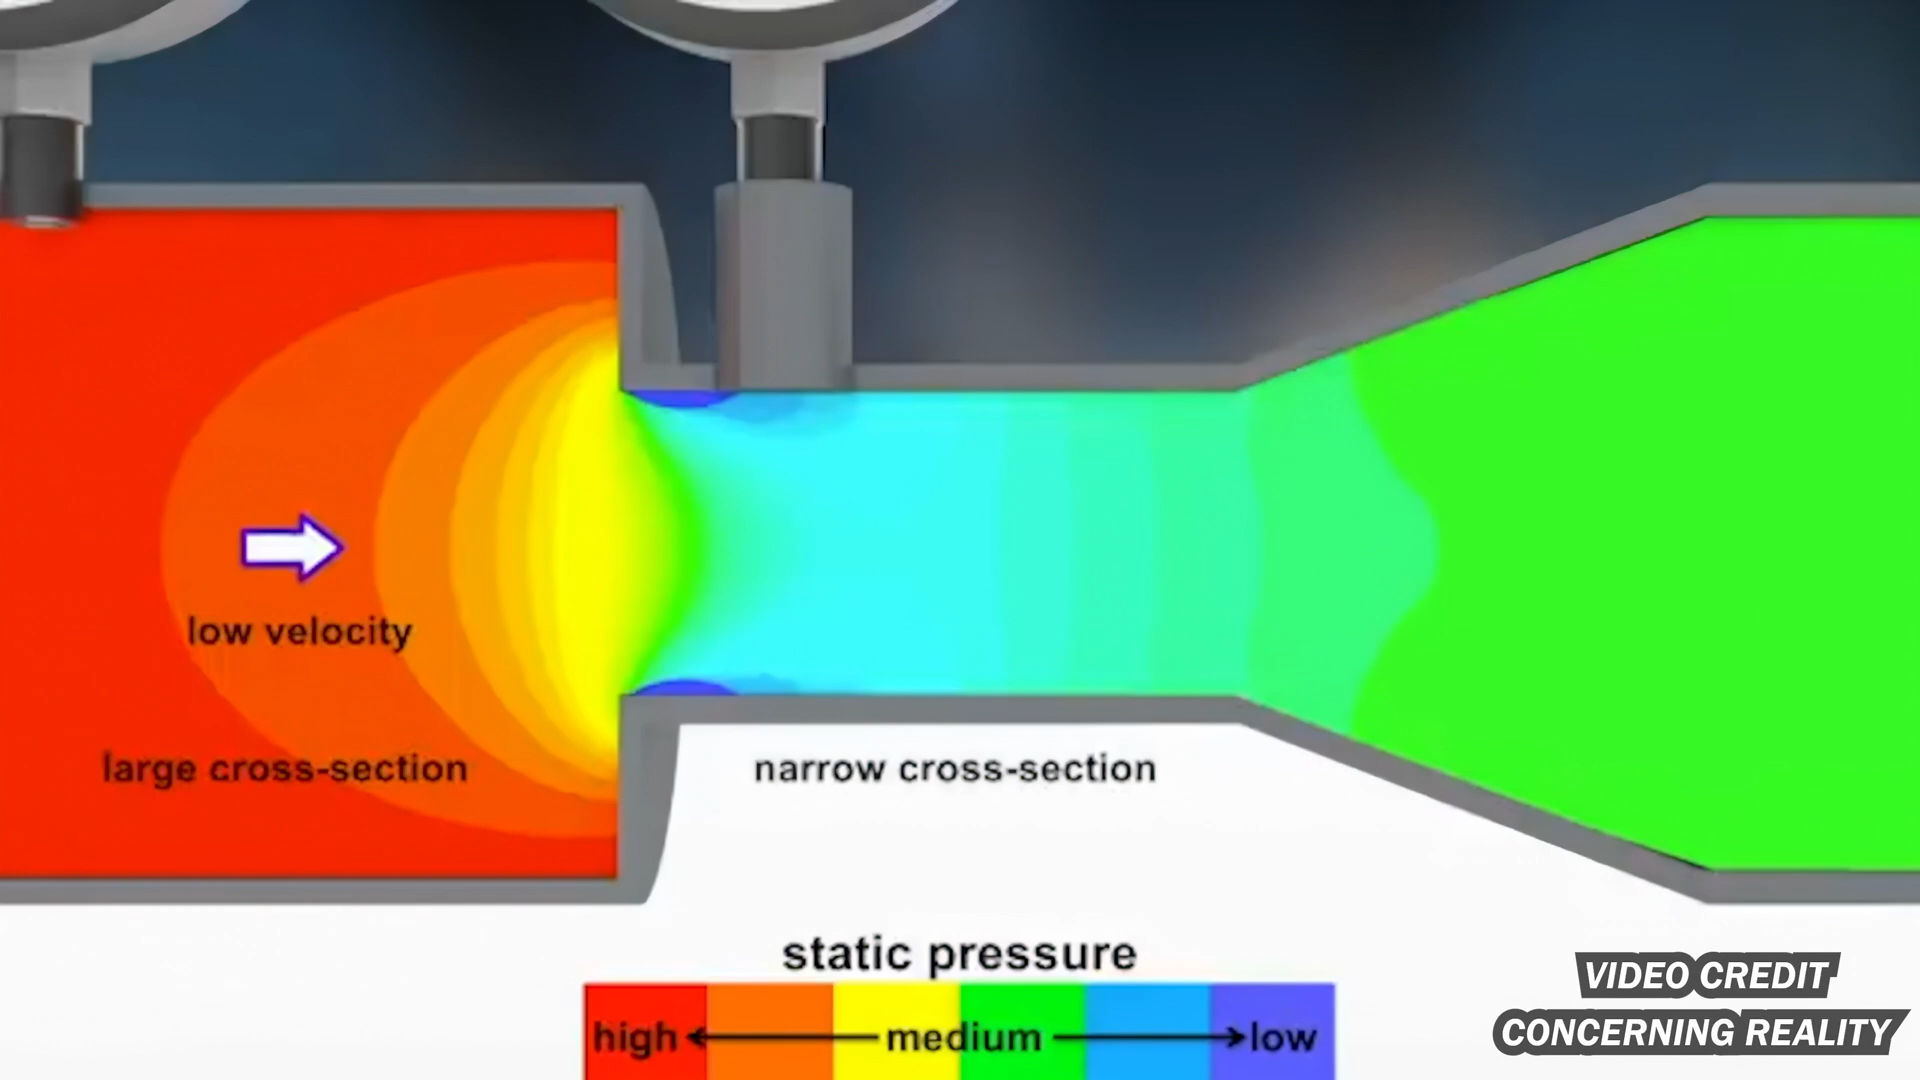 low velocity
large cross-section
narrow cross-section
static pressure
high medium low
VIDEO CREDIT
CONCERNING REALITY